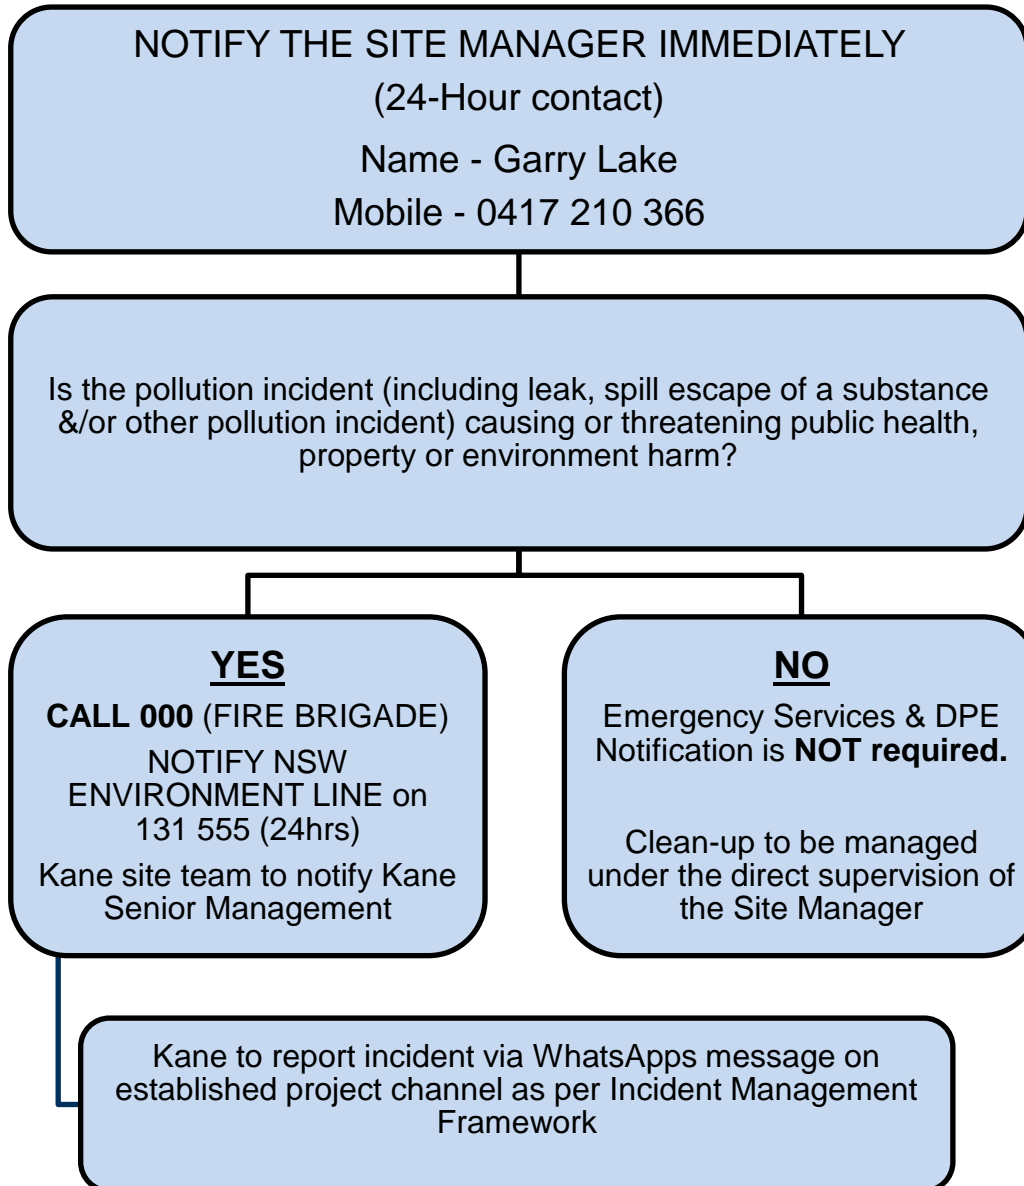 NOTIFY THE SITE MANAGER IMMEDIATELY
(24-Hour contact)
Name - Garry Lake
Mobile - 0417 210 366
Is the pollution incident (including leak, spill escape of a substance
&/or other pollution incident) causing or threatening public health,
property or environment harm?
YES
CALL 000 (FIRE BRIGADE)
NOTIFY NSW
ENVIRONMENT LINE on
131 555 (24hrs)
Kane site team to notify Kane
Senior Management
NO
Emergency Services & DPE
Notification is NOT required.
Clean-up to be managed
under the direct supervision of
the Site Manager
Kane to report incident via WhatsApps message on
established project channel as per Incident Management
Framework